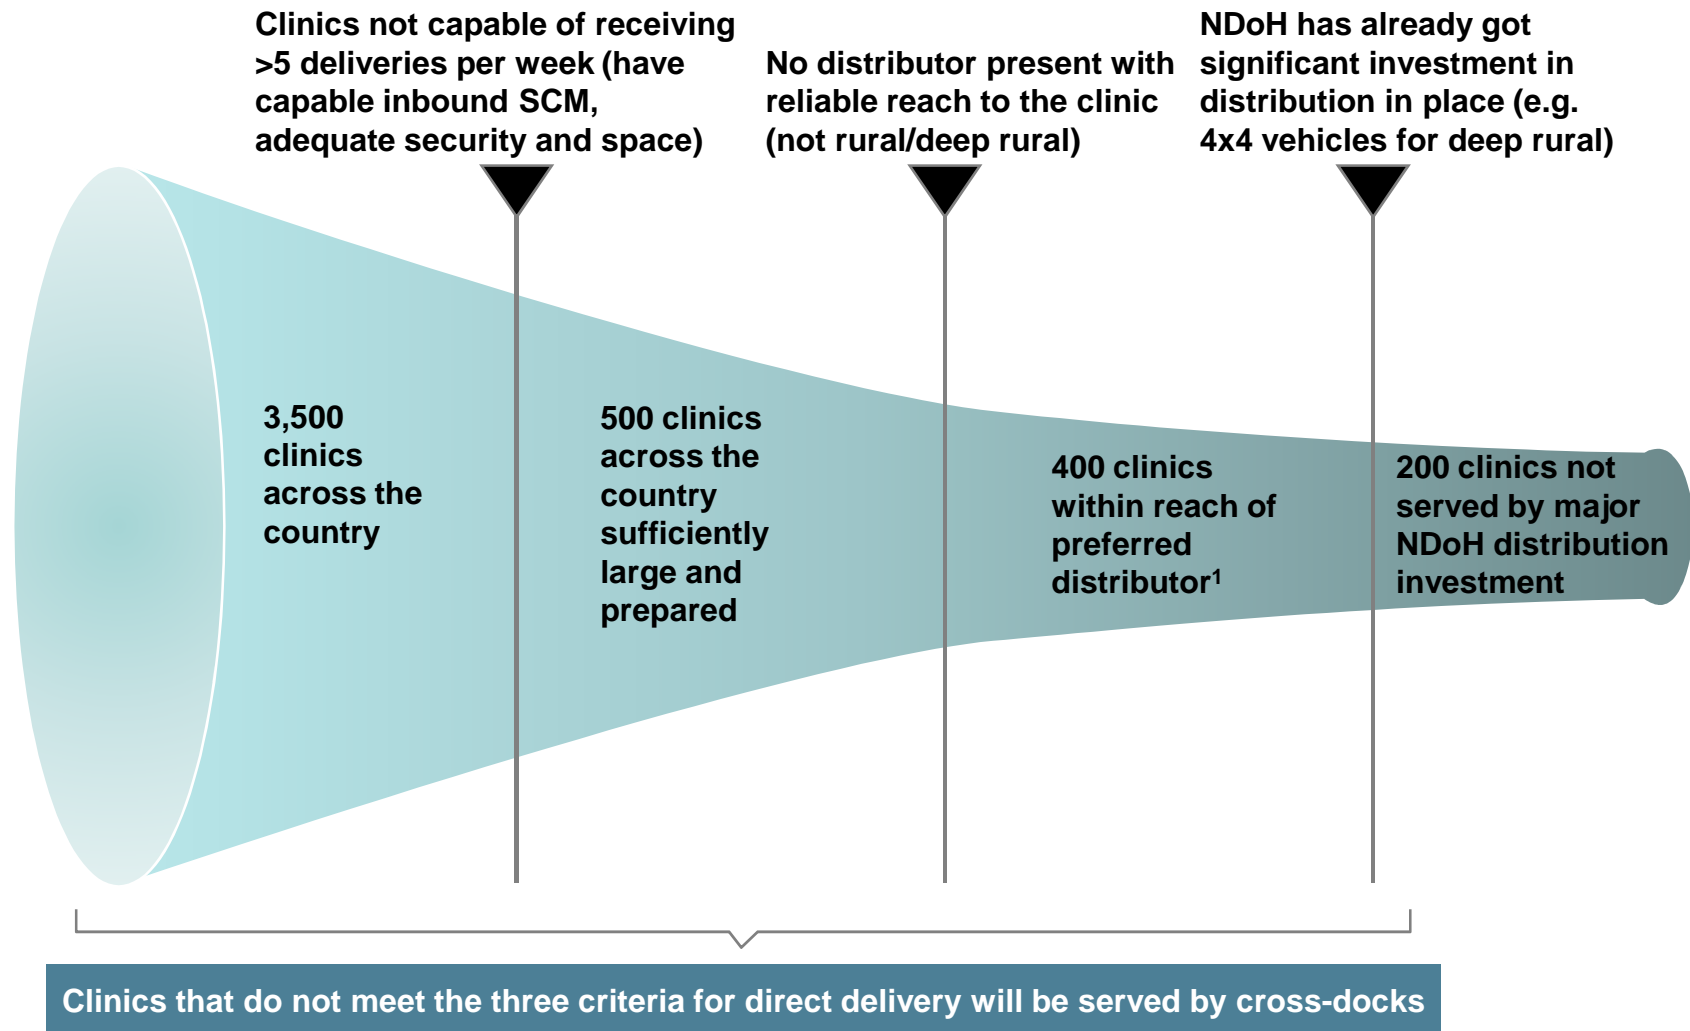 Clinics not capable of receiving
>5 deliveries per week (have
capable inbound SCM,
adequate security and space)
No distributor present with
reliable reach to the clinic
(not rural/deep rural)
NDoH has already got
significant investment in
distribution in place (e.g.
4x4 vehicles for deep rural)
3,500
clinics
across the
country
500 clinics
across the
country
sufficiently
large and
prepared
400 clinics
within reach of
preferred
distributor¹
200 clinics not
served by major
NDoH distribution
investment
Clinics that do not meet the three criteria for direct delivery will be served by cross-docks